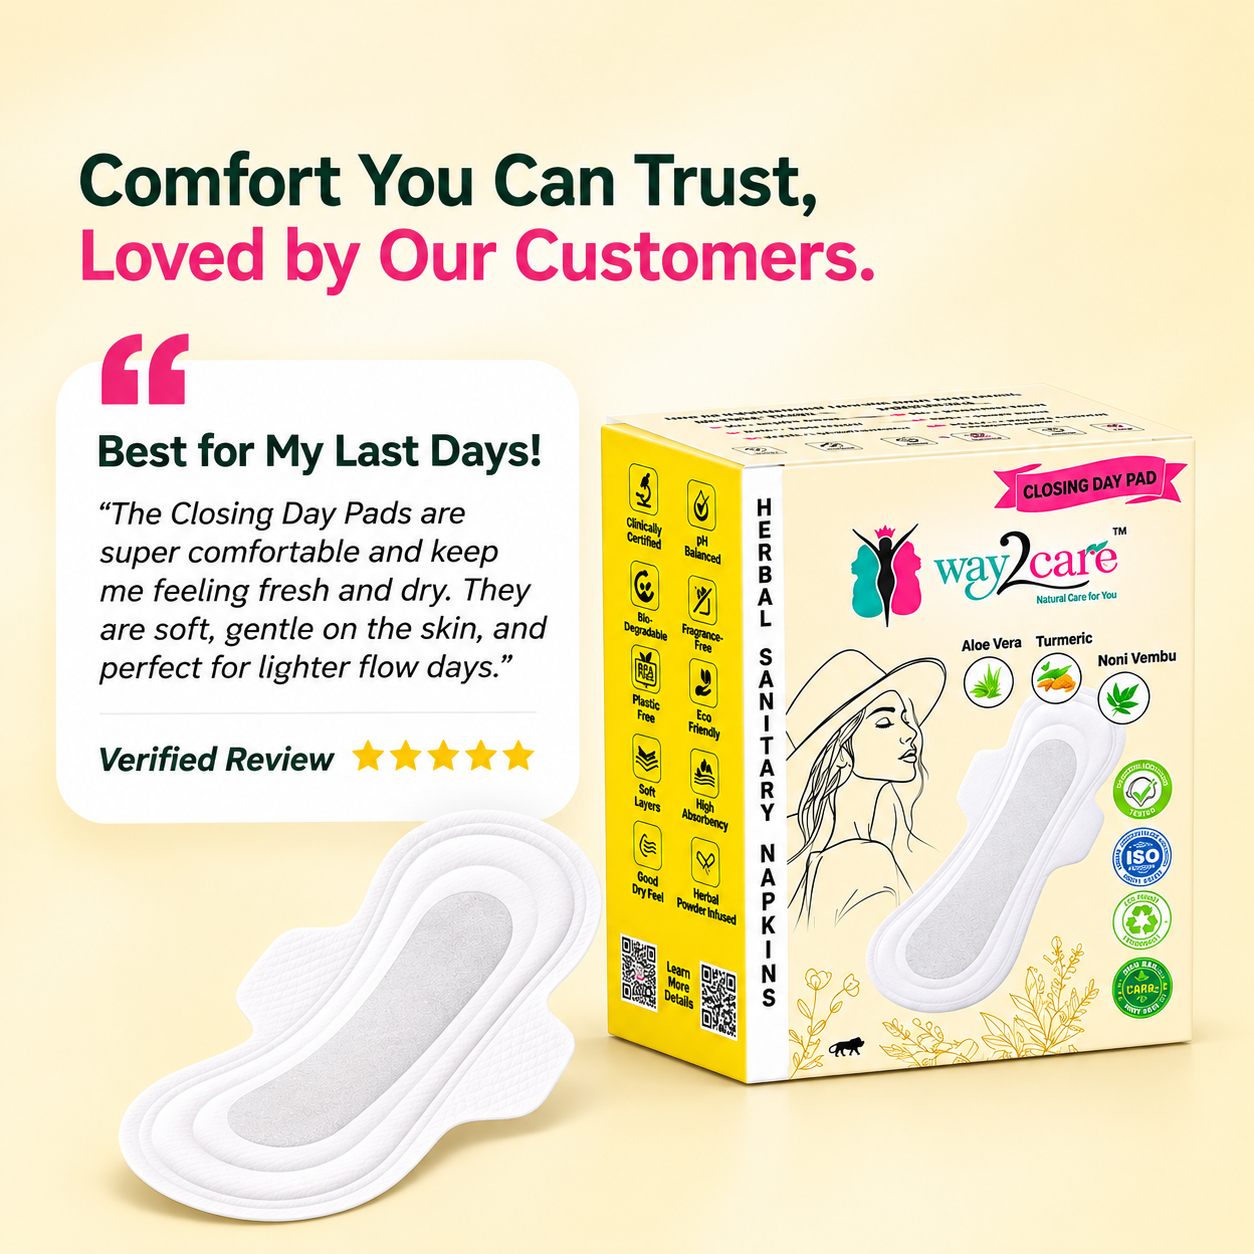 Comfort You Can Trust,
Loved by Our Customers.
Best for My Last Days!
“The Closing Day Pads are
super comfortable and keep
me feeling fresh and dry. They
are soft, gentle on the skin, and
perfect for lighter flow days.”
Verified Review
Clinically
Certified
pH
Balanced
Bio-
Degradable
Fragrance-
Free
Plastic
Free
Eco
Friendly
Soft
Layers
High
Absorbency
Good
Dry Feel
Herbal
Powder Infused
Learn
More
Details
HERBAL SANITARY NAPKINS
CLOSING DAY PAD
way2care™
Natural Care for You
Aloe Vera
Turmeric
Noni Vembu
TESTED
ISO